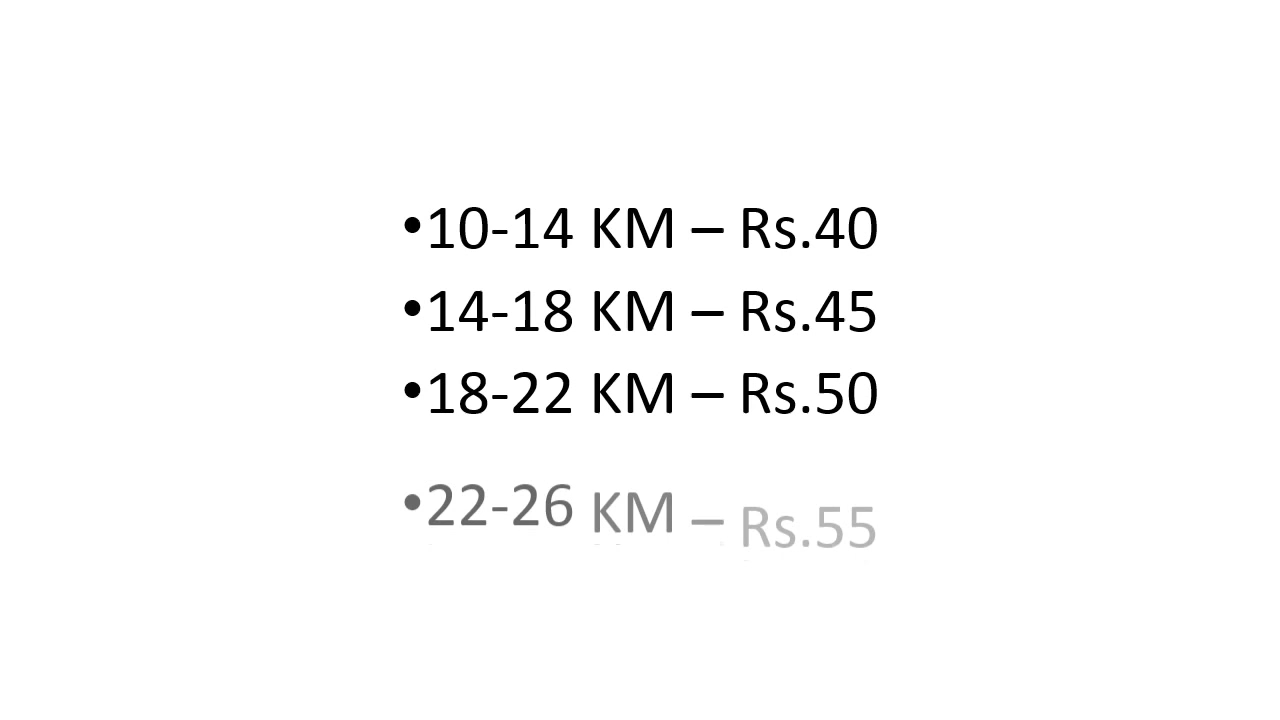 •10-14 KM – Rs.40
•14-18 KM – Rs.45
•18-22 KM – Rs.50
•22-26 KM – Rs.55